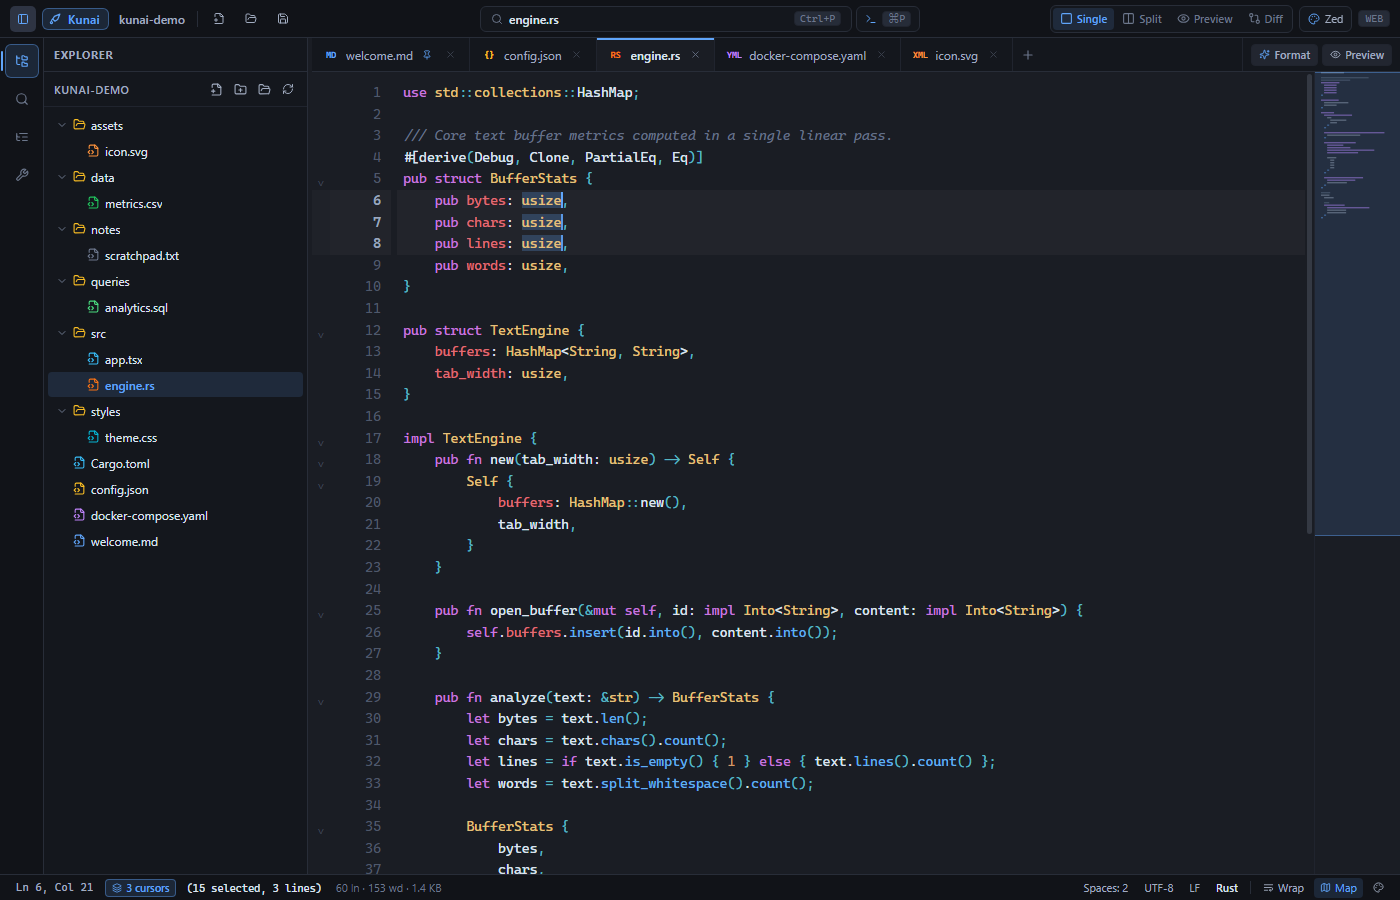 Kunai kunai-demo engine.rs Ctrl+P ⌘P Single Split Preview Diff Zed WEB
EXPLORER
KUNAI-DEMO
assets
icon.svg
data
metrics.csv
notes
scratchpad.txt
queries
analytics.sql
src
app.tsx
engine.rs
styles
theme.css
Cargo.toml
config.json
docker-compose.yaml
welcome.md
MD welcome.md {} config.json RS engine.rs YML docker-compose.yaml XML icon.svg Format Preview
1 use std::collections::HashMap;
2
3 /// Core text buffer metrics computed in a single linear pass.
4 #[derive(Debug, Clone, PartialEq, Eq)]
5 pub struct BufferStats {
6     pub bytes: usize,
7     pub chars: usize,
8     pub lines: usize,
9     pub words: usize,
10 }
11
12 pub struct TextEngine {
13     buffers: HashMap<String, String>,
14     tab_width: usize,
15 }
16
17 impl TextEngine {
18     pub fn new(tab_width: usize) -> Self {
19         Self {
20             buffers: HashMap::new(),
21             tab_width,
22         }
23     }
24
25     pub fn open_buffer(&mut self, id: impl Into<String>, content: impl Into<String>) {
26         self.buffers.insert(id.into(), content.into());
27     }
28
29     pub fn analyze(text: &str) -> BufferStats {
30         let bytes = text.len();
31         let chars = text.chars().count();
32         let lines = if text.is_empty() { 1 } else { text.lines().count() };
33         let words = text.split_whitespace().count();
34
35         BufferStats {
36             bytes,
37             chars,
Ln 6, Col 21 3 cursors (15 selected, 3 lines) 60 ln · 153 wd · 1.4 KB Spaces: 2 UTF-8 LF Rust Wrap Map